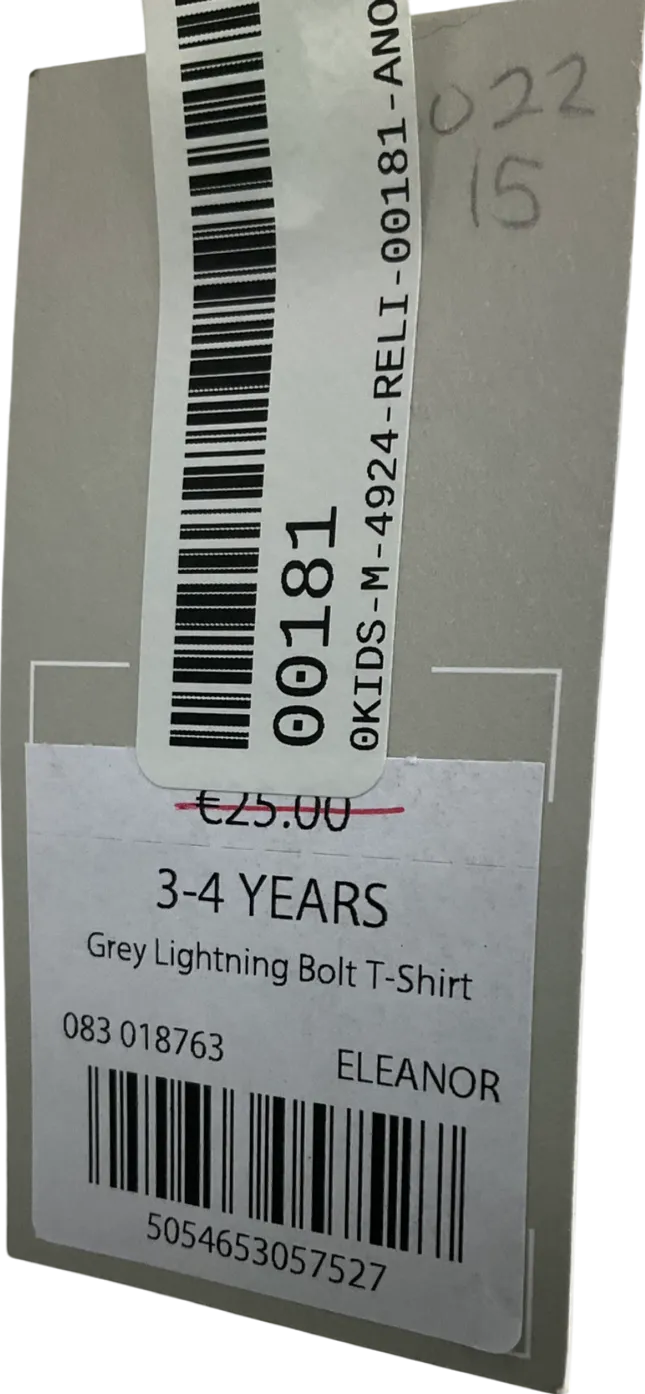 022
15
00181
0KIDS-M-4924-RELI-00181-ANO
€25.00
3-4 YEARS
Grey Lightning Bolt T-Shirt
083 018763
ELEANOR
5054653057527